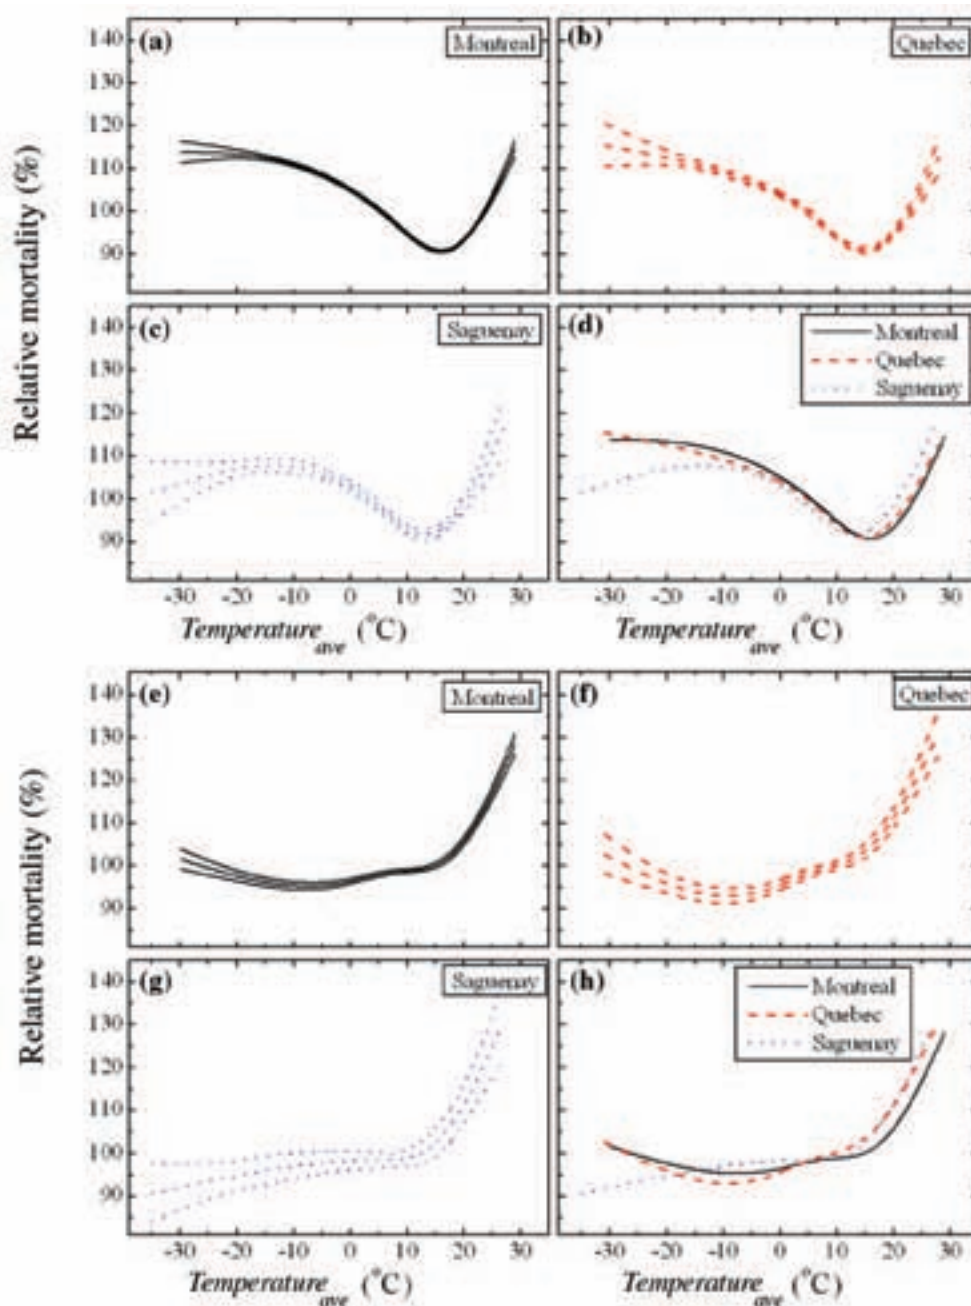 (a) Montreal (b) Quebec
140
130
120
110
100
90
Relative mortality (%)
(c) Saguenay (d) Montreal
Quebec
Saguenay
140
130
120
110
100
90
-30 -20 -10 0 10 20 30 -30 -20 -10 0 10 20 30
Temperature ave (°C) Temperature ave (°C)
(e) Montreal (f) Quebec
140
130
120
110
100
90
Relative mortality (%)
(g) Saguenay (h) Montreal
Quebec
Saguenay
140
130
120
110
100
90
-30 -20 -10 0 10 20 30 -30 -20 -10 0 10 20 30
Temperature ave (°C) Temperature ave (°C)